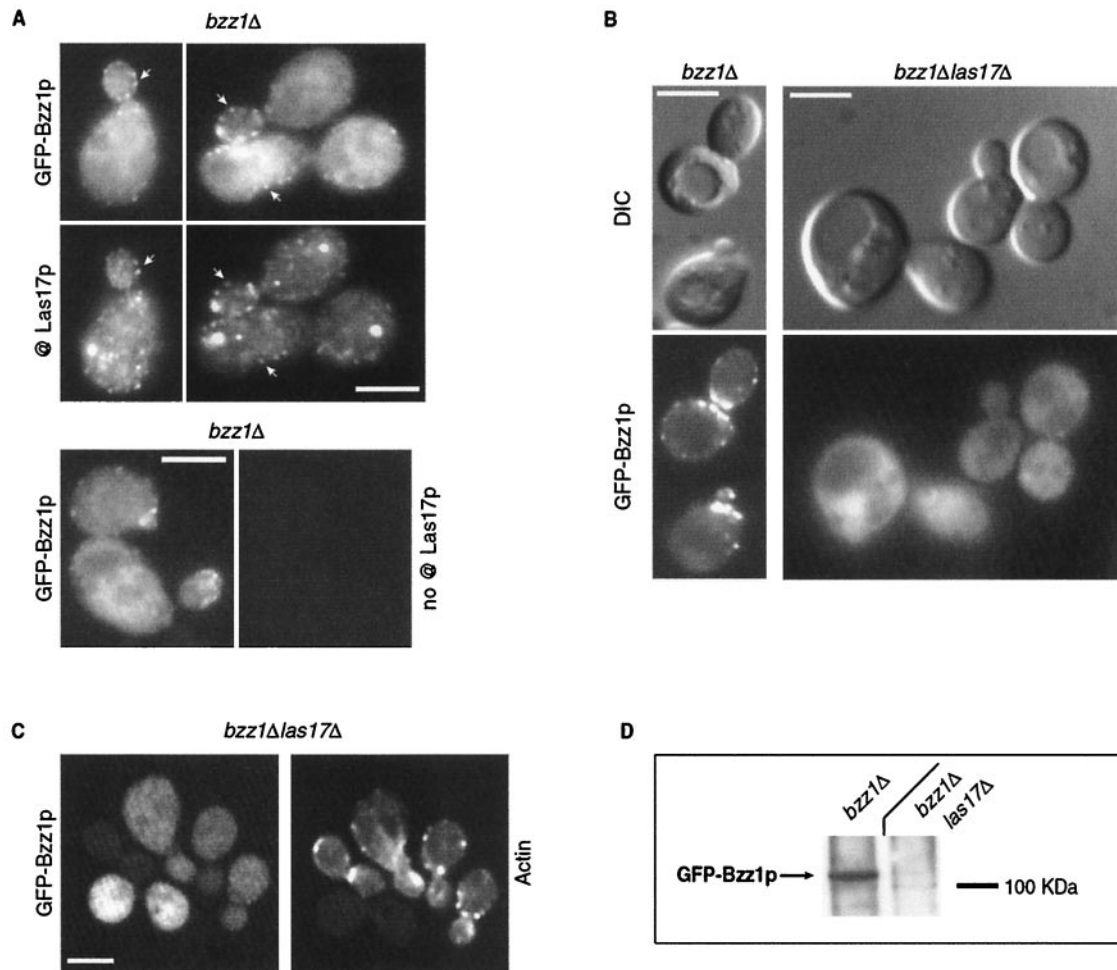 A
bzz1Δ
GFP-Bzz1p
@ Las17p
bzz1Δ
GFP-Bzz1p
no @ Las17p
B
bzz1Δ
bzz1Δlas17Δ
DIC
GFP-Bzz1p
C
bzz1Δlas17Δ
GFP-Bzz1p
Actin
D
bzz1Δ
bzz1Δ
las17Δ
GFP-Bzz1p
100 KDa